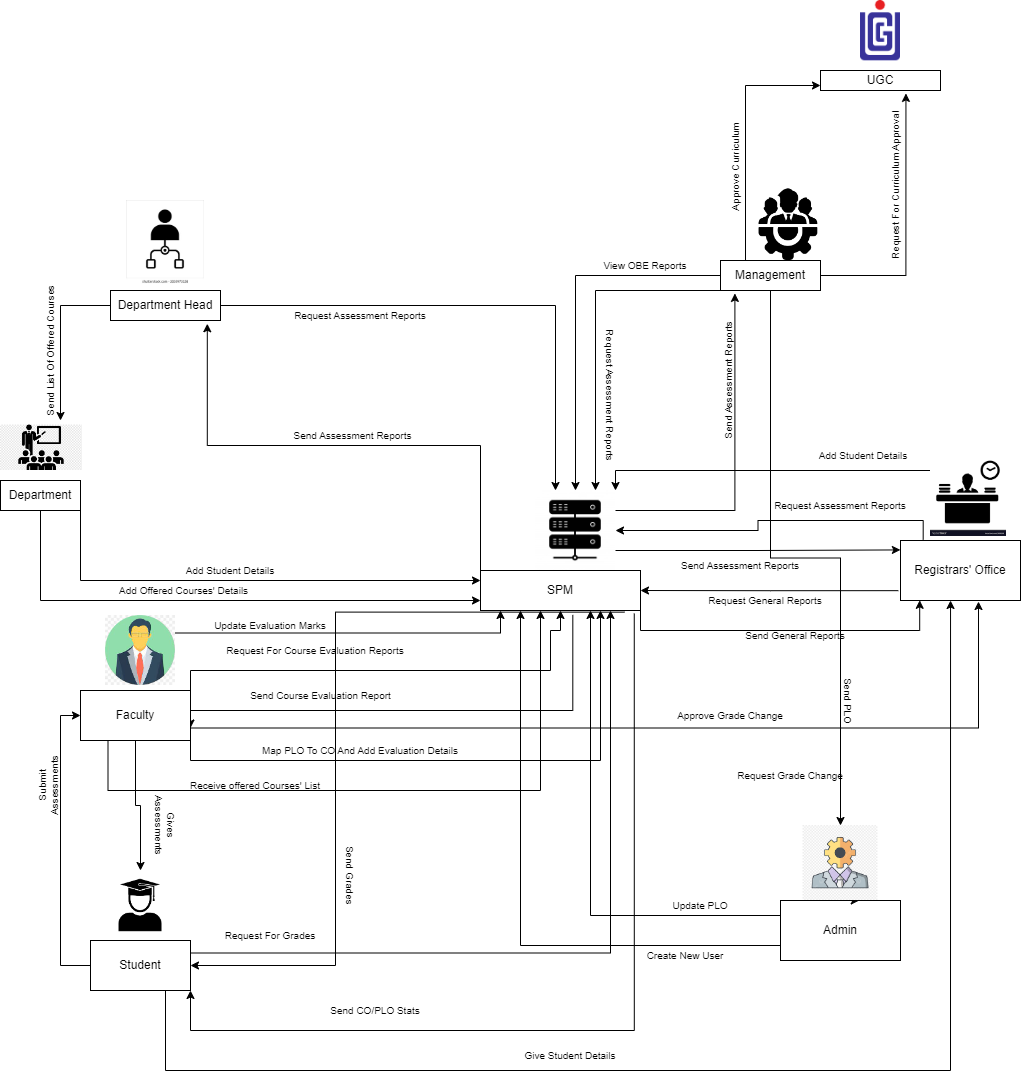 UGC
Approve Curriculum
Request For Curriculum Approval
Management
View OBE Reports
Department Head
Request Assessment Reports
Send List Of Offered Courses
Request Assessment Reports
Send Assessment Reports
Send Assessment Reports
Add Student Details
Department
Request Assessment Reports
Send Assessment Reports
Registrars' Office
Add Student Details
SPM
Add Offered Courses' Details
Request General Reports
Update Evaluation Marks
Send General Reports
Request For Course Evaluation Reports
Send Course Evaluation Report
Send PLO
Faculty
Approve Grade Change
Map PLO To CO And Add Evaluation Details
Request Grade Change
Receive offered Courses' List
Submit
Assessments
Gives
Assessments
Send Grades
Update PLO
Admin
Request For Grades
Create New User
Student
Send CO/PLO Stats
Give Student Details